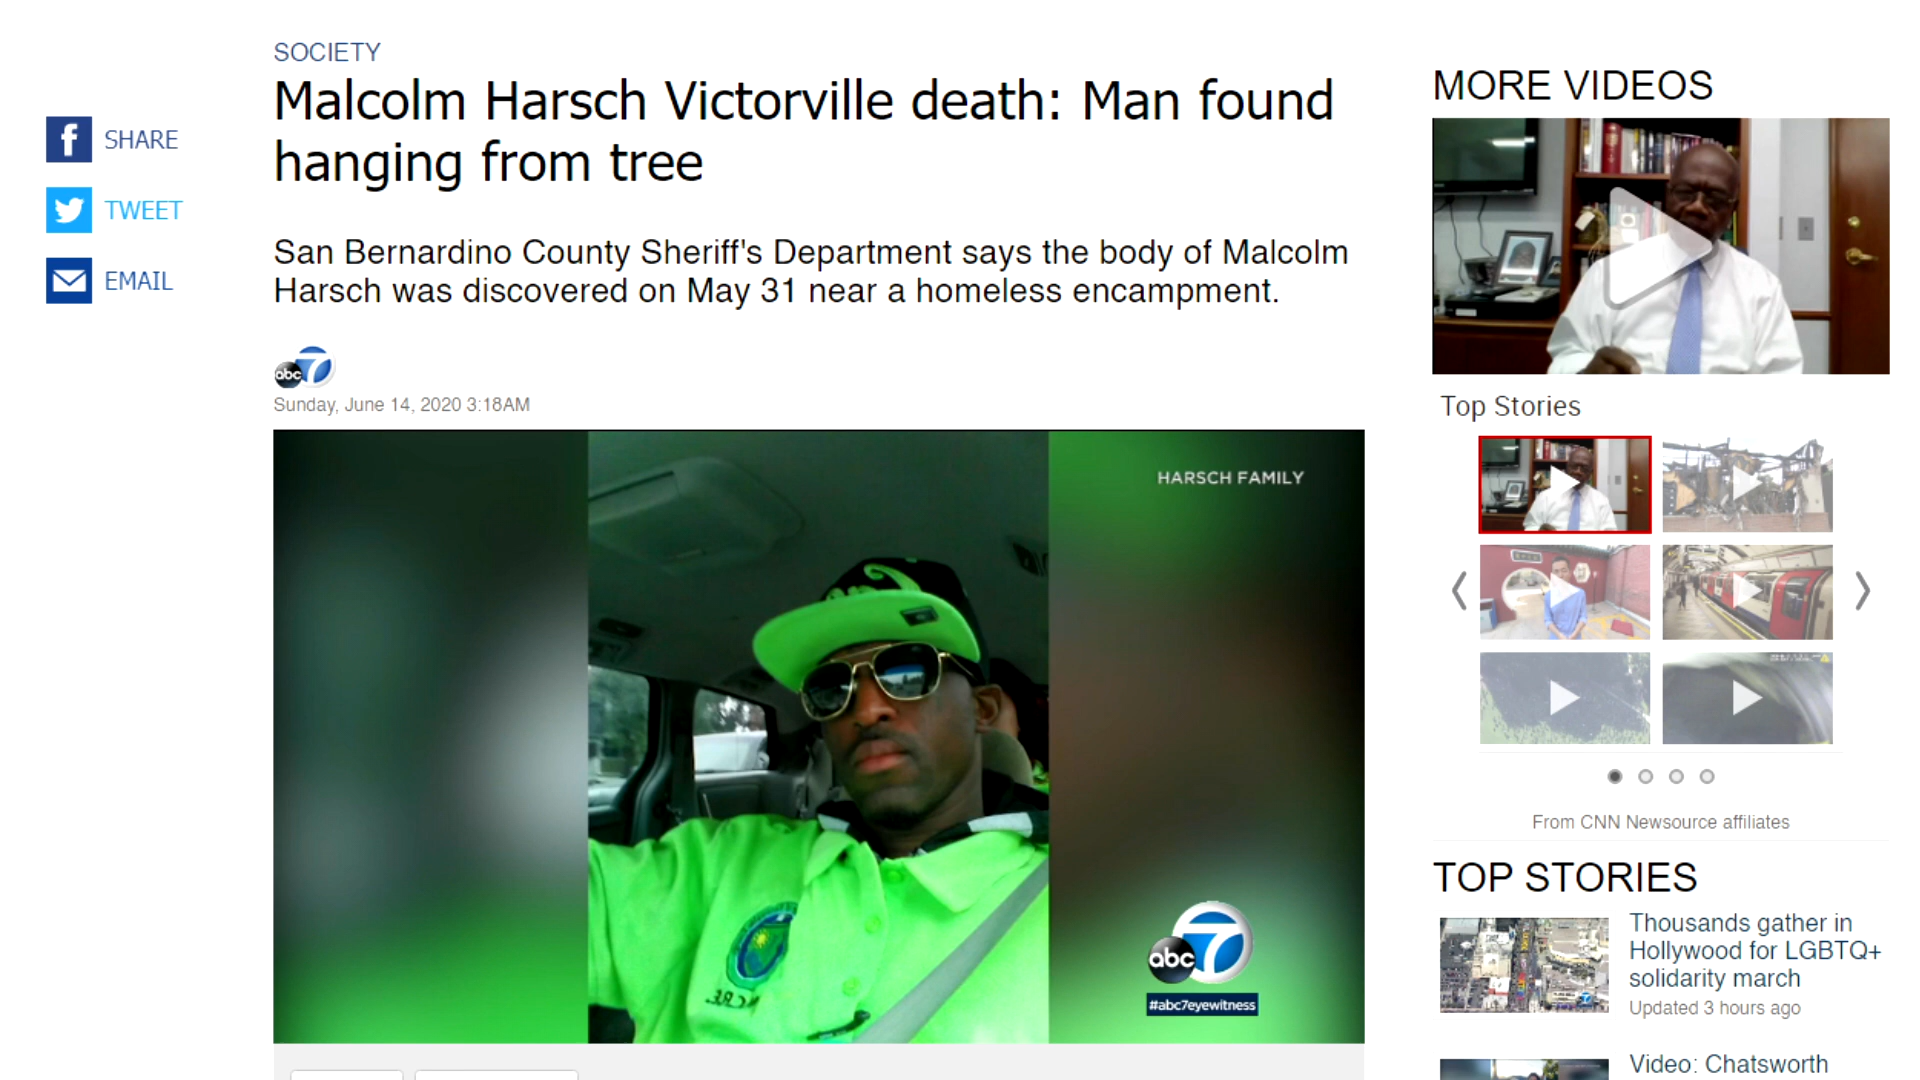 SOCIETY
Malcolm Harsch Victorville death: Man found
hanging from tree
SHARE
TWEET
EMAIL
San Bernardino County Sheriff's Department says the body of Malcolm
Harsch was discovered on May 31 near a homeless encampment.
abc 7
Sunday, June 14, 2020 3:18AM
HARSCH FAMILY
abc 7
#abc7eyewitness
MORE VIDEOS
Top Stories
From CNN Newsource affiliates
TOP STORIES
Thousands gather in
Hollywood for LGBTQ+
solidarity march
Updated 3 hours ago
Video: Chatsworth